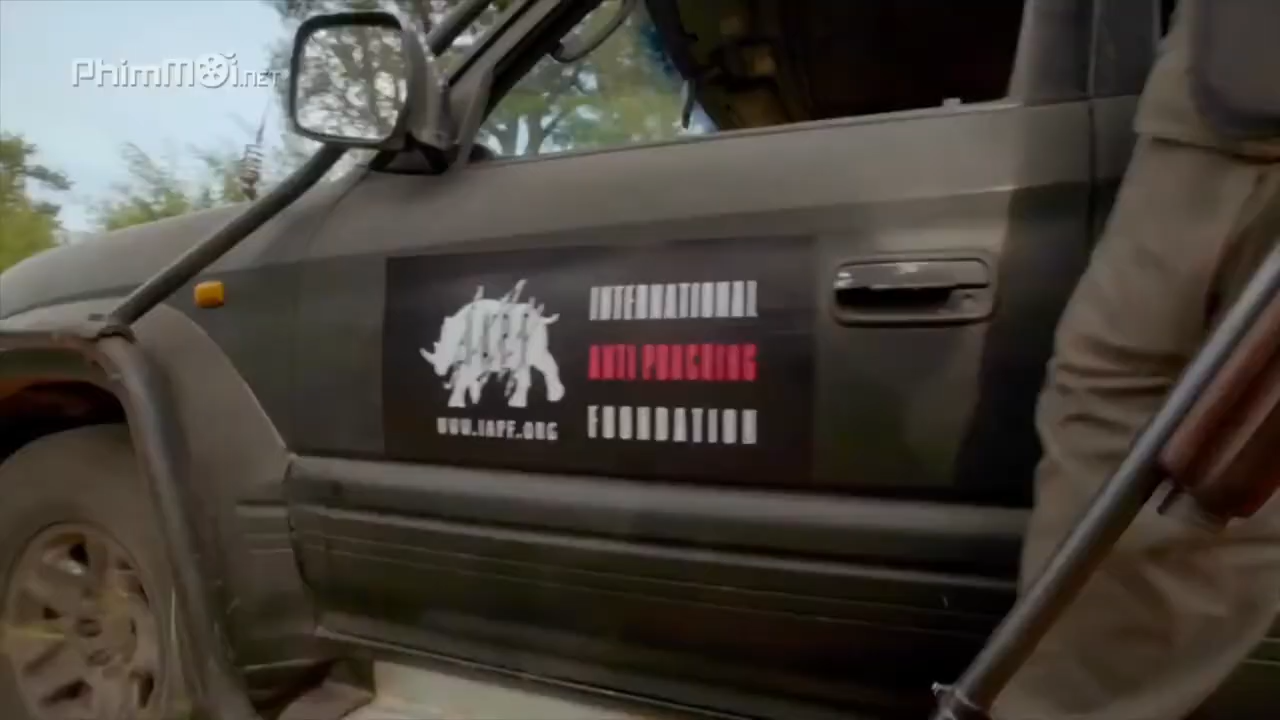 PhimMoi.NET
IAPF
WWW.IAPF.ORG
INTERNATIONAL
ANTI POACHING
FOUNDATION